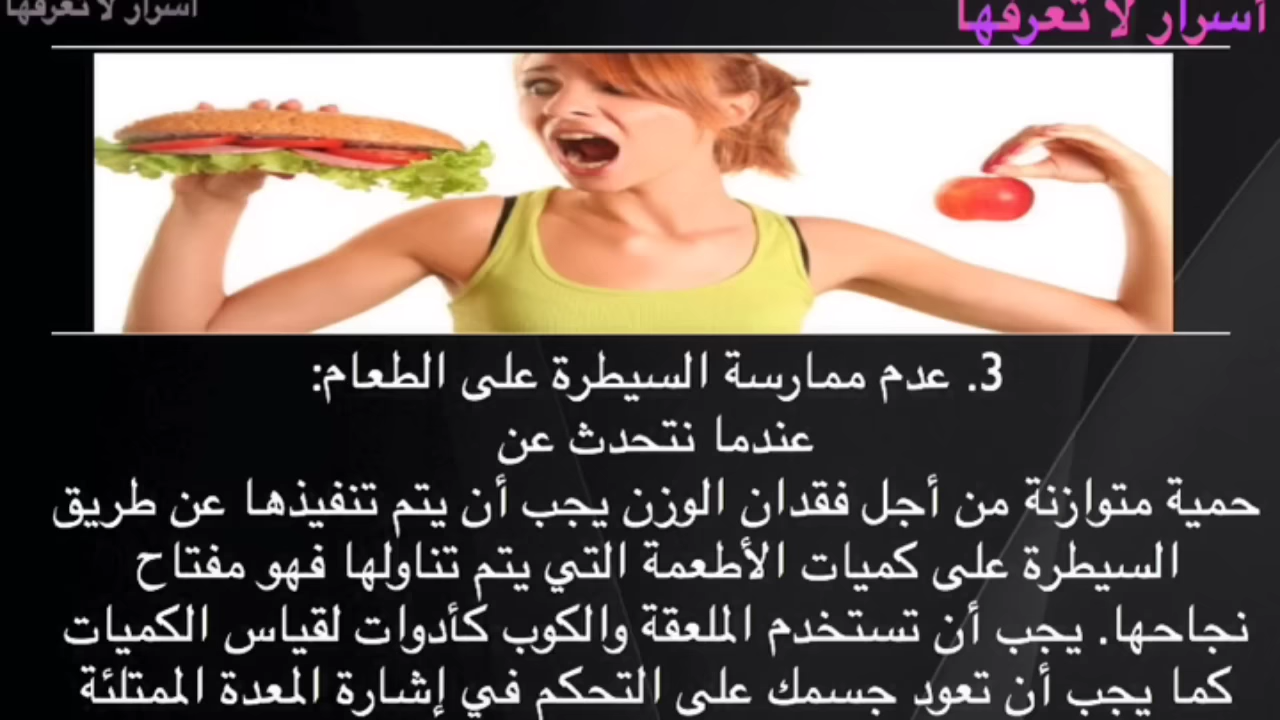 أسرار لا تعرفها
أسرار لا تعرفها
3. عدم ممارسة السيطرة على الطعام:
عندما نتحدث عن
حمية متوازنة من أجل فقدان الوزن يجب أن يتم تنفيذها عن طريق
السيطرة على كميات الأطعمة التي يتم تناولها فهو مفتاح
نجاحها. يجب أن تستخدم الملعقة والكوب كأدوات لقياس الكميات
كما يجب أن تعود جسمك على التحكم في إشارة المعدة الممتلئة